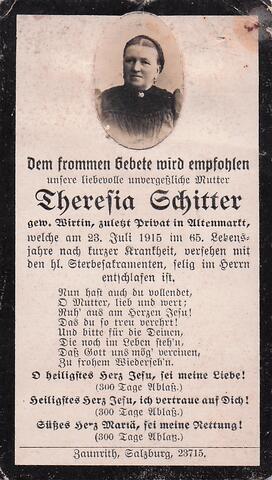 Dem frommen Gebete wird empfohlen
unsere liebevolle unvergeßliche Mutter
Theresia Schitter
gew. Wirtin, zuletzt Privat in Altenmarkt,
welche am 23. Juli 1915 im 65. Lebens-
jahre nach kurzer Krankheit, versehen mit
den hl. Sterbesakramenten, selig im Herrn
entschlafen ist.
Nun hast auch du vollendet,
O Mutter, lieb und wert;
Ruh' aus am Herzen Jesu!
Das du so treu verehrt!
Und bitte für die Deinen,
Die noch im Leben steh'n,
Daß Gott uns mög' vereinen,
Zu frohem Wiederseh'n.
O heiligstes Herz Jesu, sei meine Liebe!
(300 Tage Ablaß.)
Heiligstes Herz Jesu, ich vertraue auf Dich!
(300 Tage Ablaß.)
Süßes Herz Mariä, sei meine Rettung!
(300 Tage Ablaß.)
Zaunrith, Salzburg, 23715.